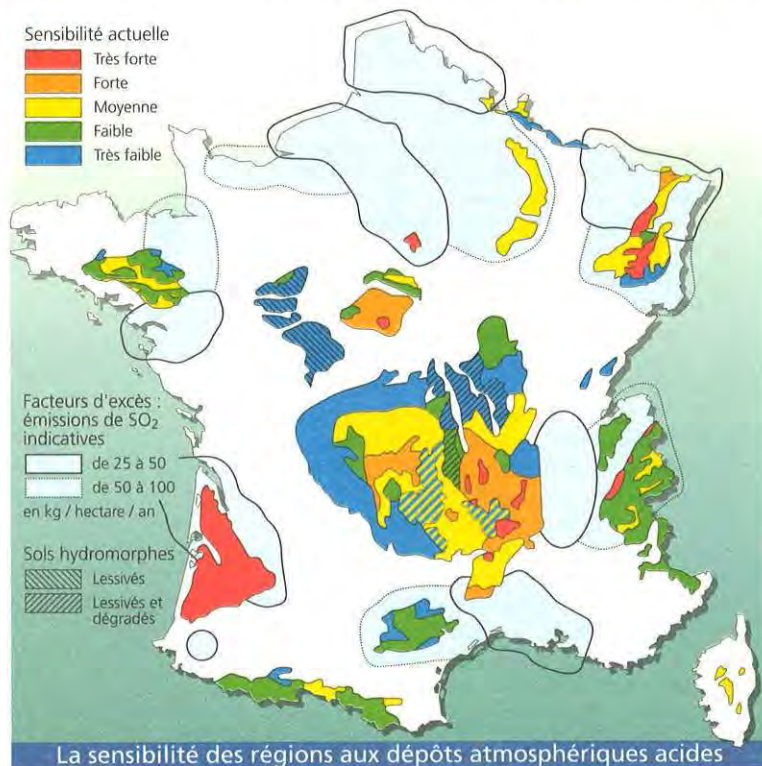 Sensibilité actuelle
Très forte
Forte
Moyenne
Faible
Très faible
Facteurs d'excès :
émissions de SO₂
indicatives
de 25 à 50
de 50 à 100
en kg / hectare / an
Sols hydromorphes
Lessivés
Lessivés et
dégradés
La sensibilité des régions aux dépôts atmosphériques acides